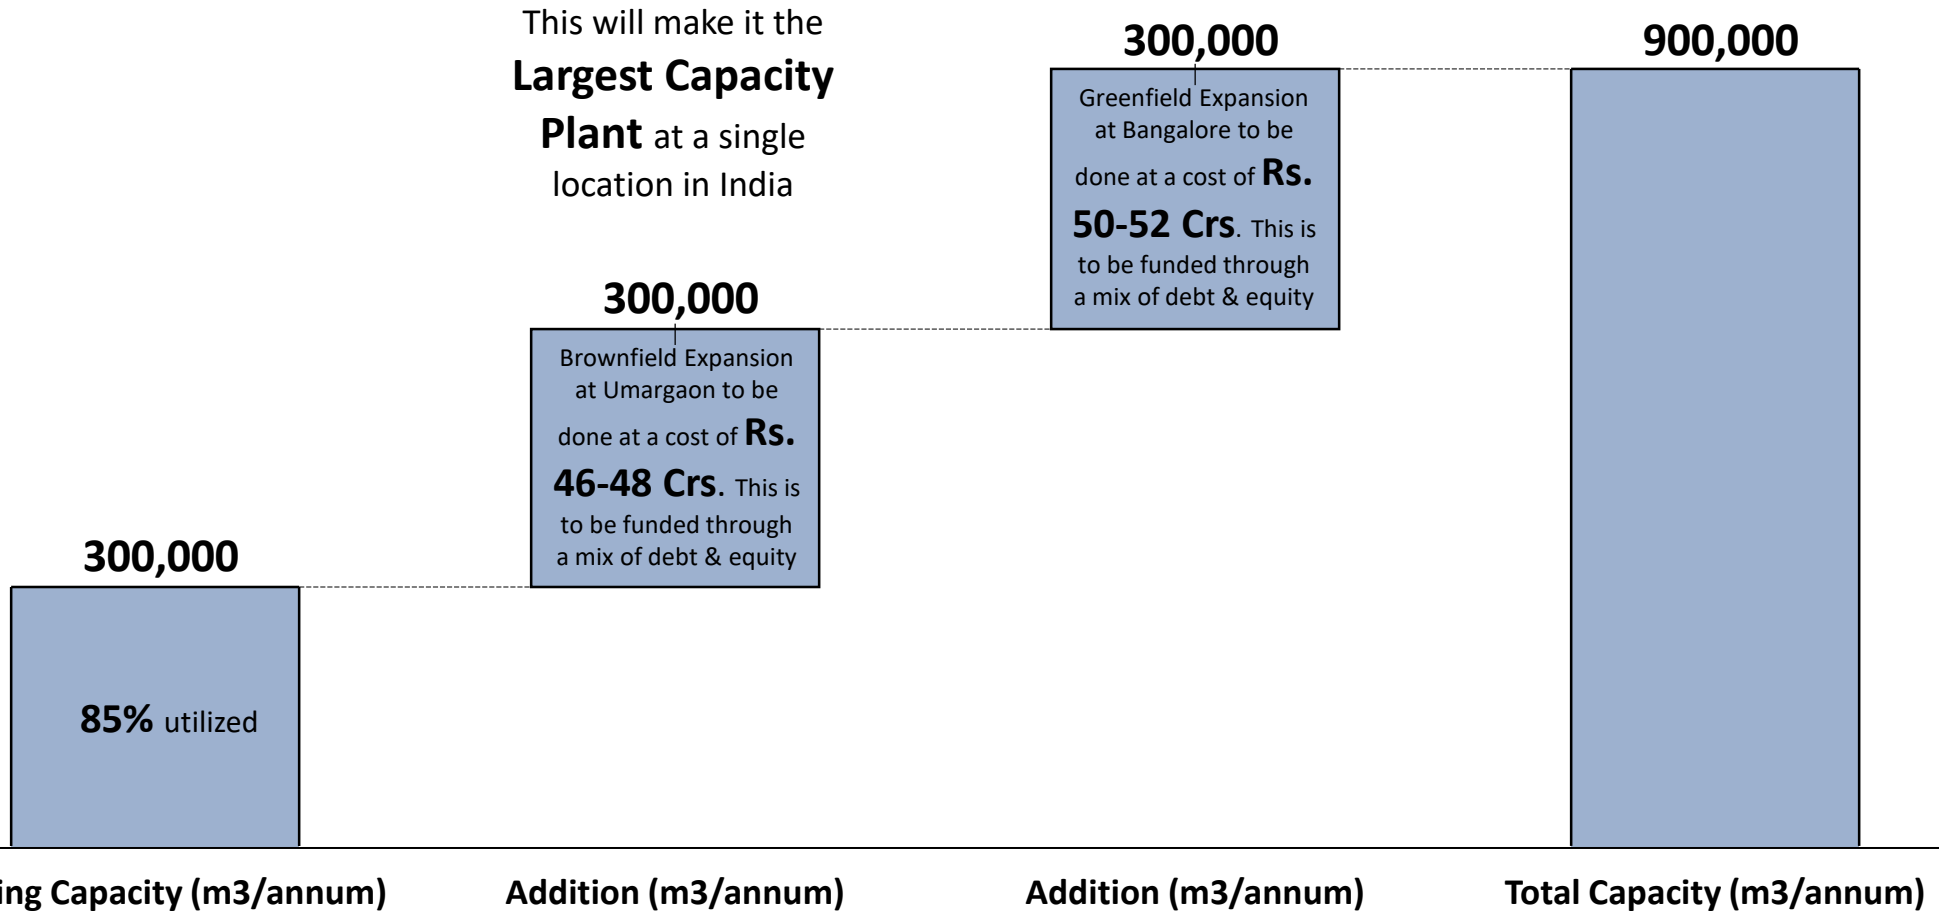 This will make it the
Largest Capacity
Plant at a single
location in India
300,000
85% utilized
300,000
Brownfield Expansion
at Umargaon to be
done at a cost of Rs.
46-48 Crs. This is
to be funded through
a mix of debt & equity
300,000
Greenfield Expansion
at Bangalore to be
done at a cost of Rs.
50-52 Crs. This is
to be funded through
a mix of debt & equity
900,000
ing Capacity (m3/annum)
Addition (m3/annum)
Addition (m3/annum)
Total Capacity (m3/annum)